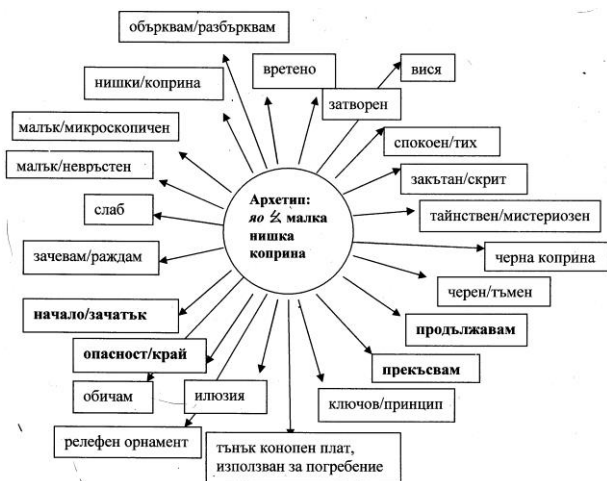 обърквам/разбърквам
вретено
вися
нишки/коприна
затворен
малък/микроскопичен
спокоен/тих
малък/невръстен
закътан/скрит
Архетип:
яо 幺 малка
нишка
коприна
слаб
тайнствен/мистериозен
зачевам/раждам
черна коприна
черен/тъмен
начало/зачатък
продължавам
опасност/край
прекъсвам
обичам
илюзия
ключов/принцип
релефен орнамент
тънък конопен плат,
използван за погребение